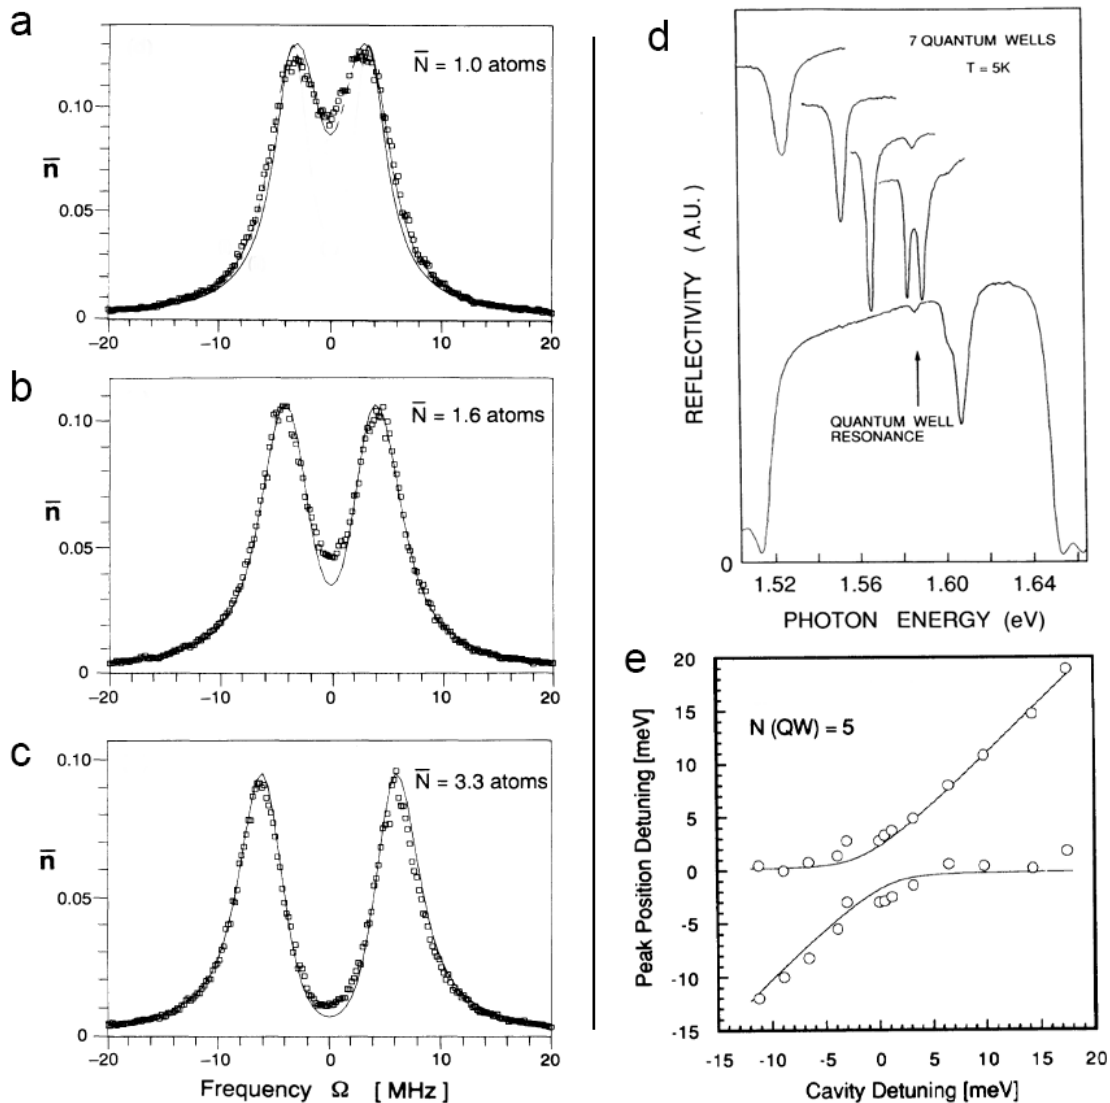 a
N̄ = 1.0 atoms
0.10
n̄
0.05
0
−20 −10 0 10 20
b
0.10
N̄ = 1.6 atoms
n̄
0.05
0
−20 −10 0 10 20
c
0.10
N̄ = 3.3 atoms
n̄
0.05
0
−20 −10 0 10 20
Frequency Ω [ MHz ]
d
7 QUANTUM WELLS
T = 5K
REFLECTIVITY ( A.U. )
QUANTUM WELL
RESONANCE
0
1.52 1.56 1.60 1.64
PHOTON ENERGY (eV)
e
20
15
N (QW) = 5
10
5
0
-5
-10
-15
Peak Position Detuning [meV]
-15 -10 -5 0 5 10 15 20
Cavity Detuning [meV]